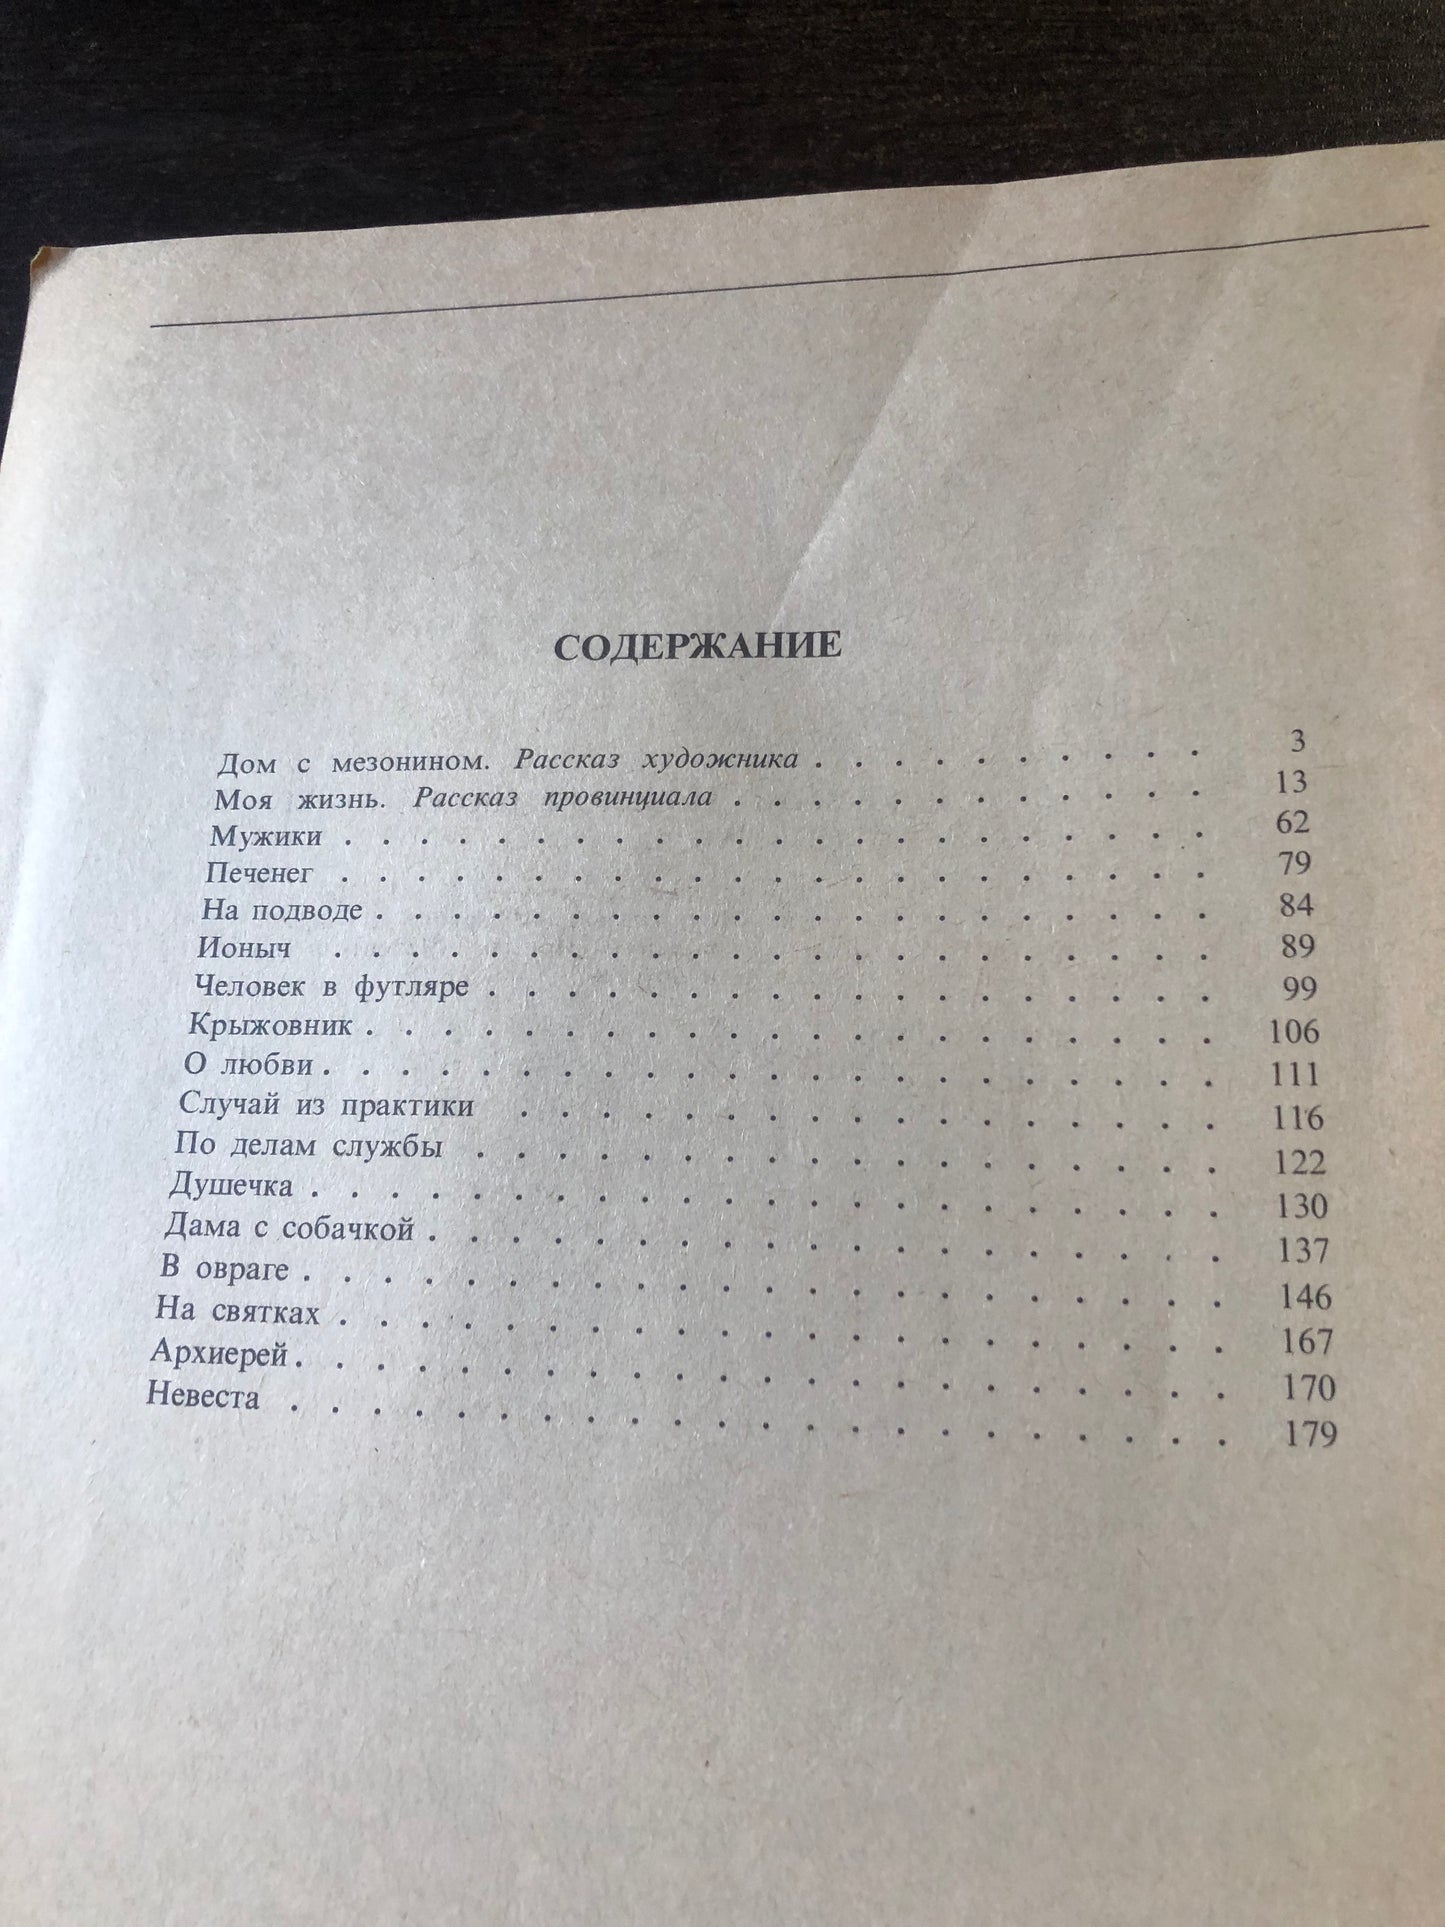 СОДЕРЖАНИЕ
Дом с мезонином. Рассказ художника . . . . . . . . . . 3
Моя жизнь. Рассказ провинциала . . . . . . . . . . . . 13
Мужики . . . . . . . . . . . . . . . . . . . . . . 62
Печенег . . . . . . . . . . . . . . . . . . . . . . 79
На подводе . . . . . . . . . . . . . . . . . . . . . 84
Ионыч . . . . . . . . . . . . . . . . . . . . . . 89
Человек в футляре . . . . . . . . . . . . . . . . . . 99
Крыжовник . . . . . . . . . . . . . . . . . . . . . 106
О любви . . . . . . . . . . . . . . . . . . . . . . 111
Случай из практики . . . . . . . . . . . . . . . . . 116
По делам службы . . . . . . . . . . . . . . . . . . 122
Душечка . . . . . . . . . . . . . . . . . . . . . . 130
Дама с собачкой . . . . . . . . . . . . . . . . . . . 137
В овраге . . . . . . . . . . . . . . . . . . . . . . 146
На святках . . . . . . . . . . . . . . . . . . . . . 167
Архиерей . . . . . . . . . . . . . . . . . . . . . . 170
Невеста . . . . . . . . . . . . . . . . . . . . . . 179